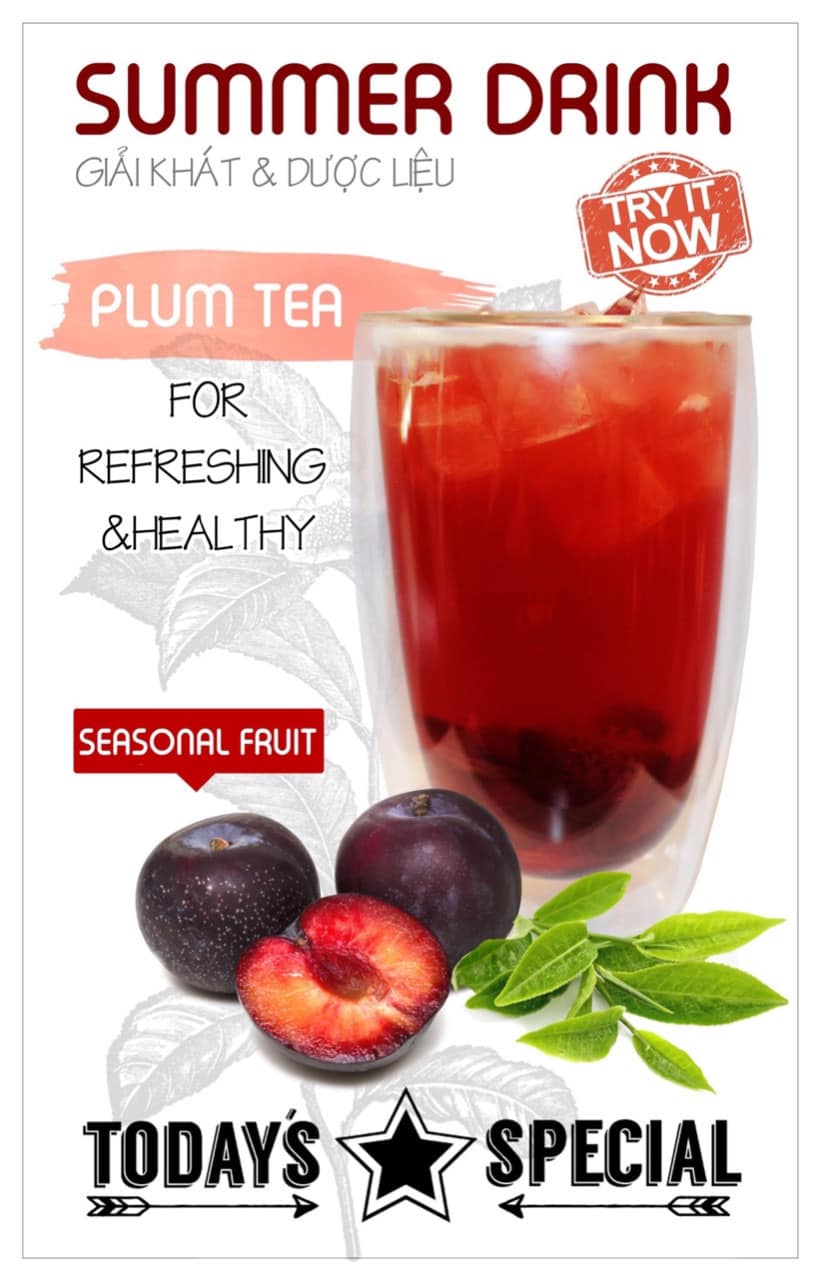 SUMMER DRINK
GIẢI KHÁT & DƯỢC LIỆU
TRY IT
NOW
PLUM TEA
FOR
REFRESHING
&HEALTHY
SEASONAL FRUIT
TODAY'S SPECIAL